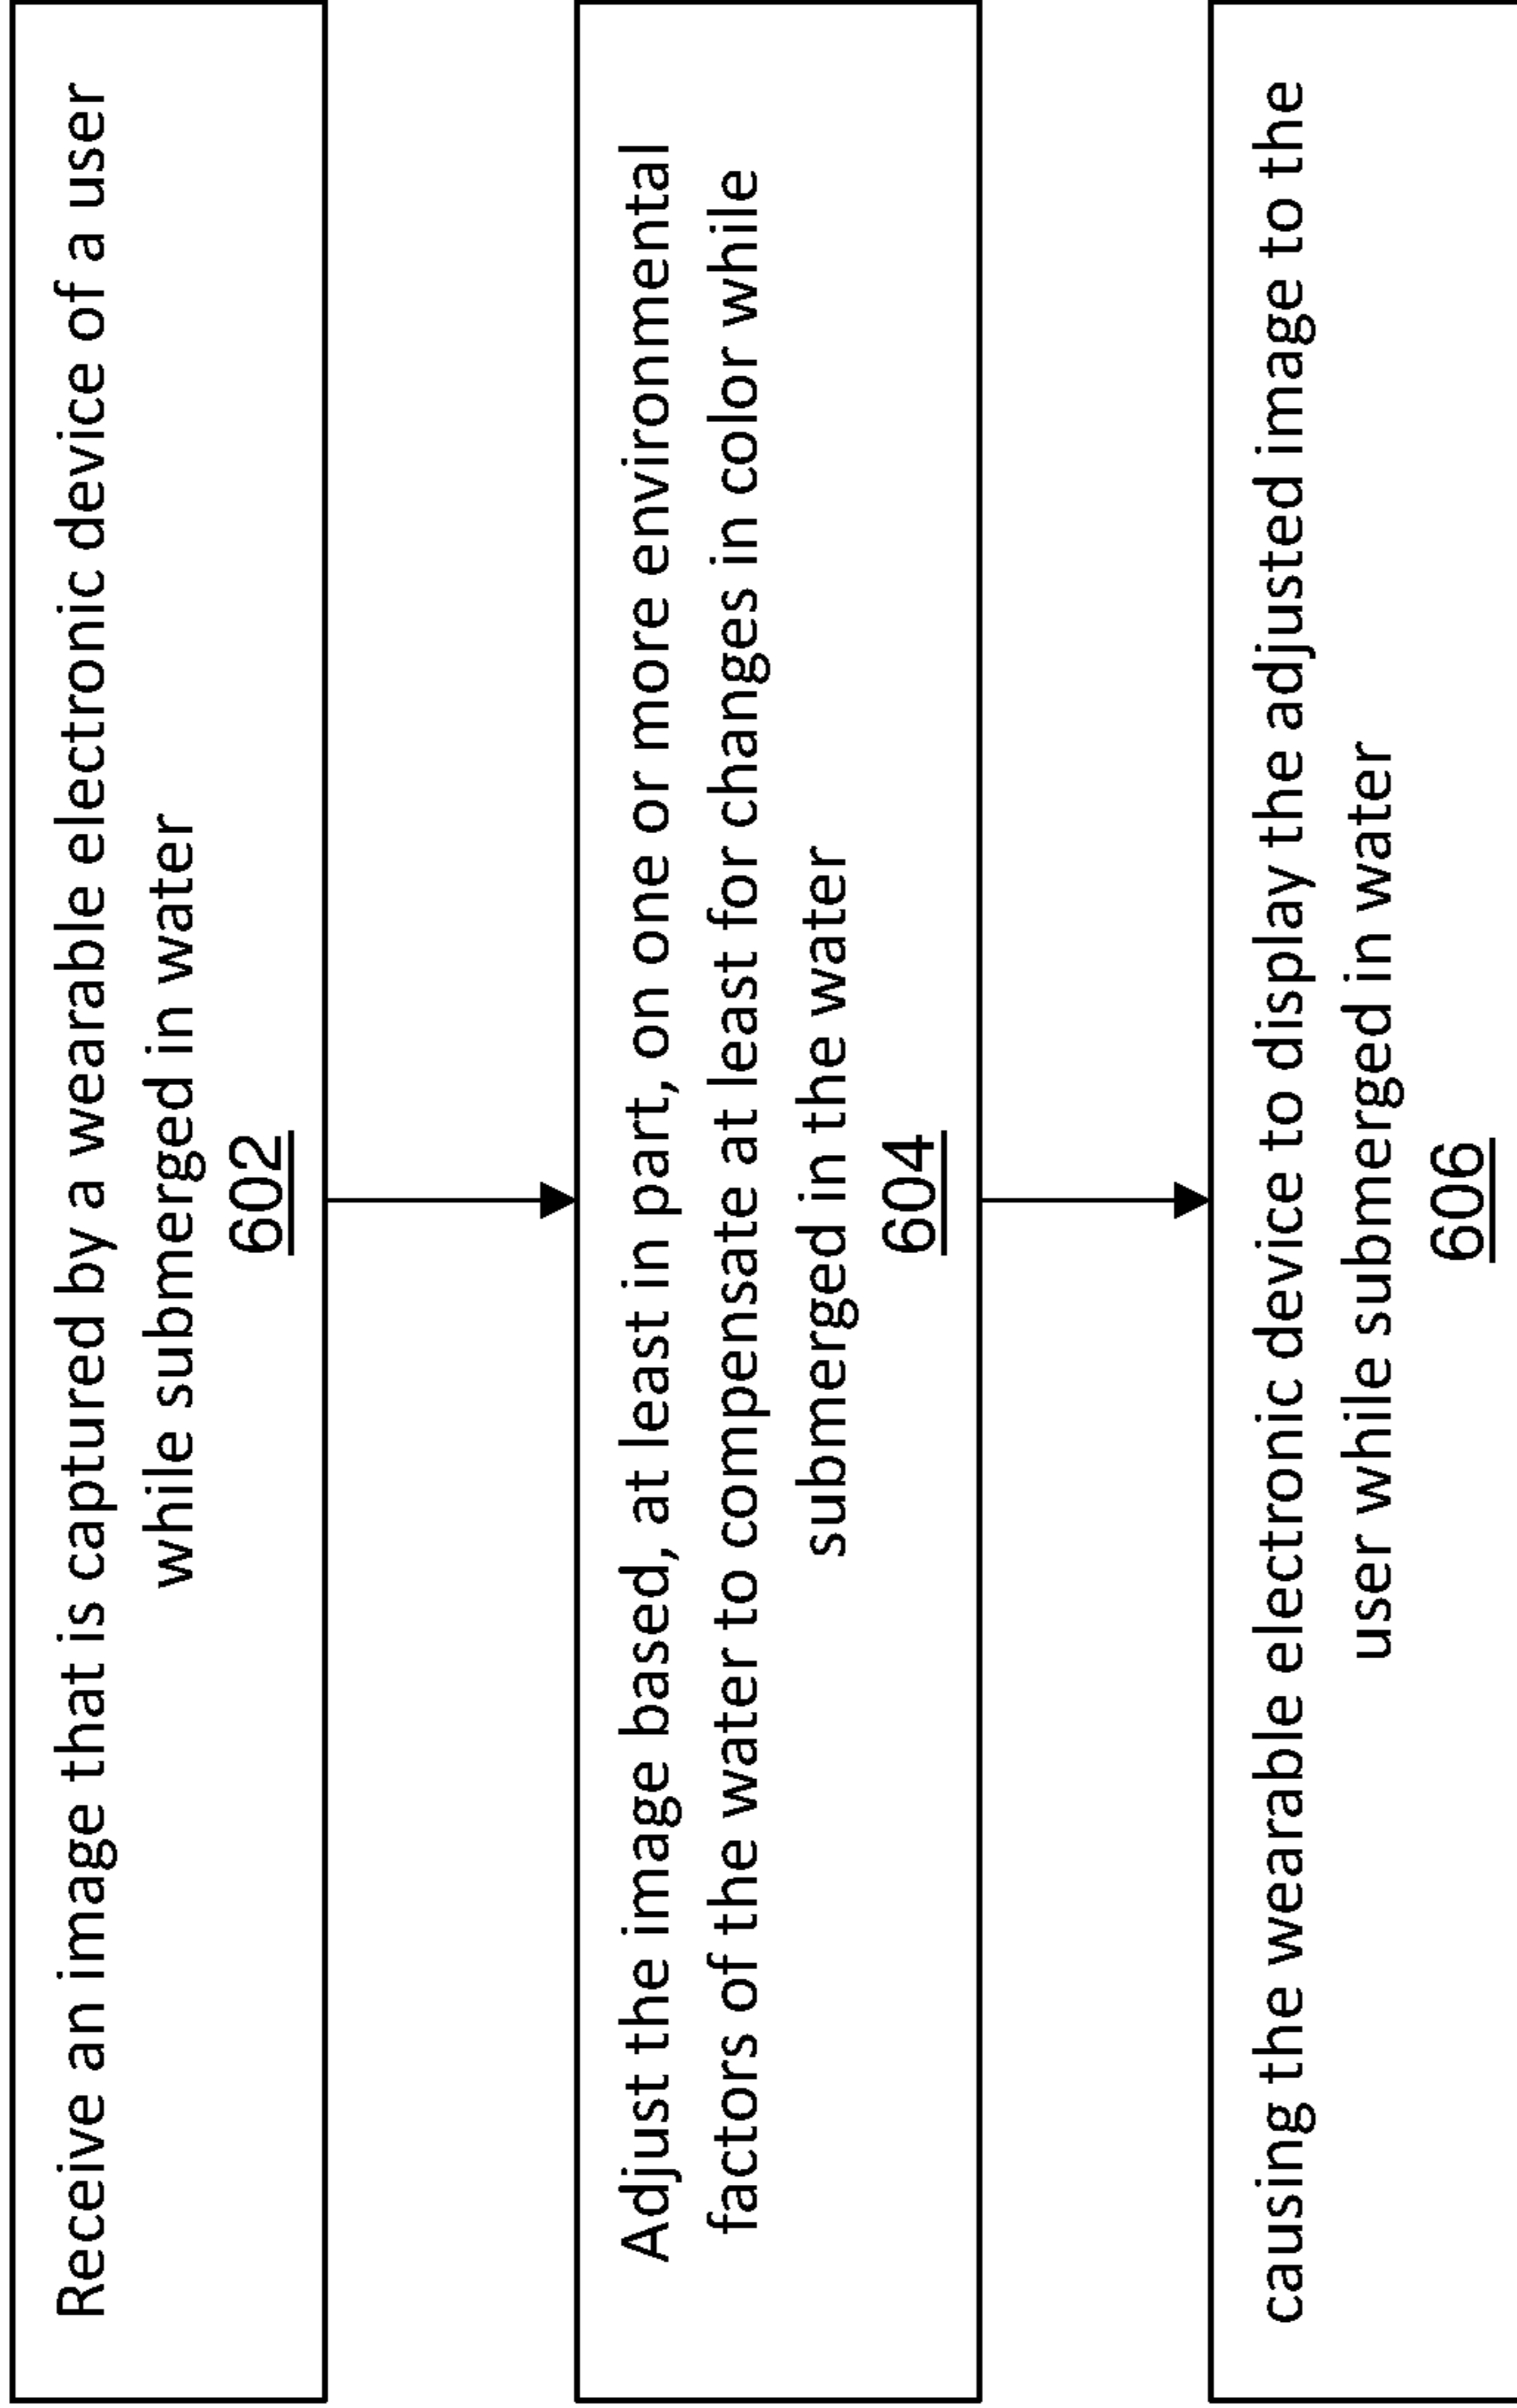 Receive an image that is captured by a wearable electronic device of a user
while submerged in water
602
Adjust the image based, at least in part, on one or more environmental
factors of the water to compensate at least for changes in color while
submerged in the water
604
causing the wearable electronic device to display the adjusted image to the
user while submerged in water
606